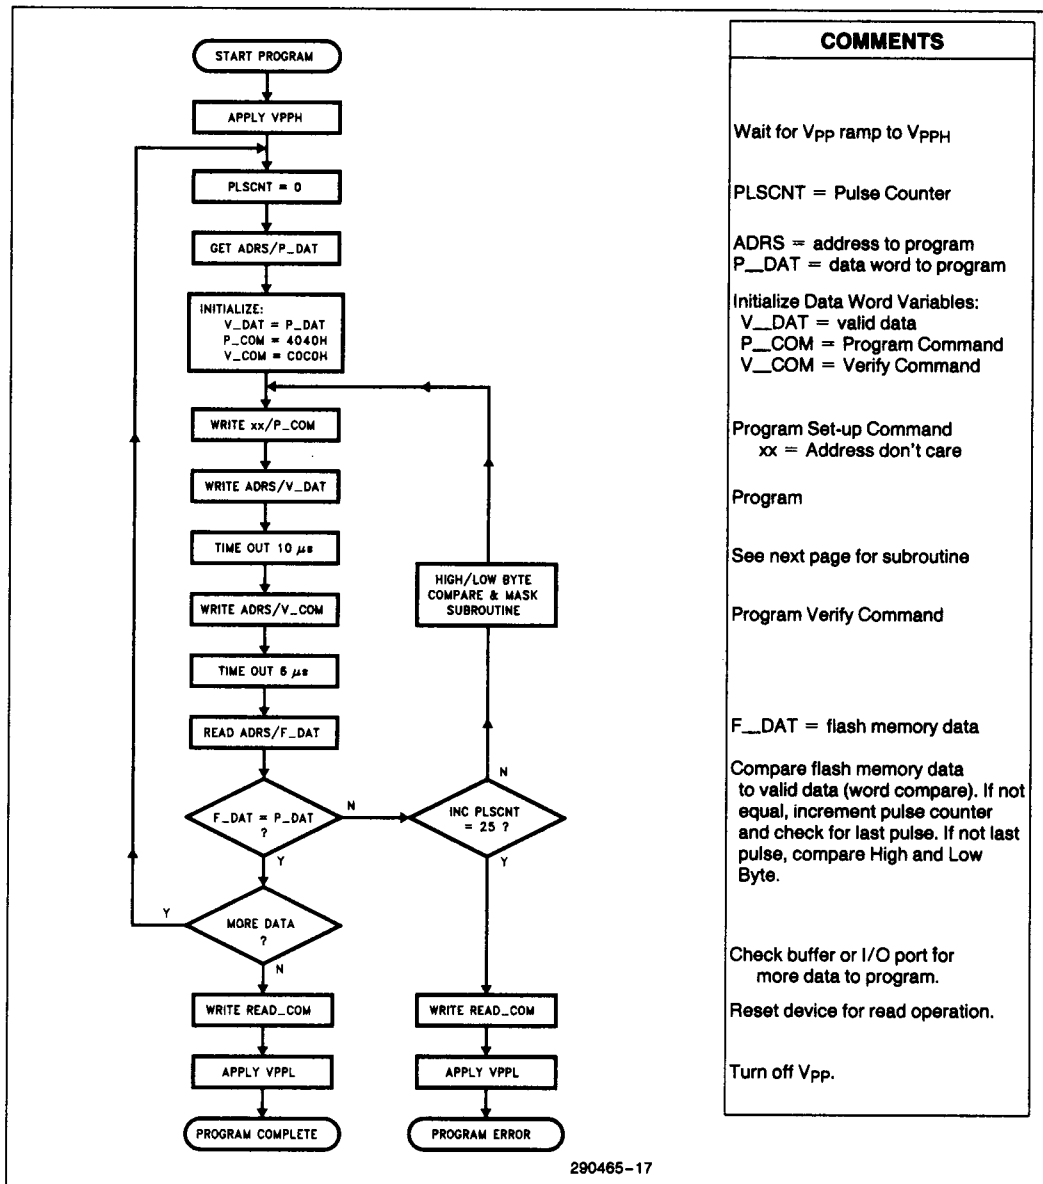 START PROGRAM
APPLY VPPH
PLSCNT = 0
GET ADRS/P_DAT
INITIALIZE:
V_DAT = P_DAT
P_COM = 4040H
V_COM = C0C0H
WRITE xx/P_COM
WRITE ADRS/V_DAT
TIME OUT 10 μs
WRITE ADRS/V_COM
TIME OUT 6 μs
READ ADRS/F_DAT
F_DAT = P_DAT
?
N
Y
MORE DATA
?
Y
N
WRITE READ_COM
APPLY VPPL
PROGRAM COMPLETE
HIGH/LOW BYTE
COMPARE & MASK
SUBROUTINE
N
INC PLSCNT
= 25 ?
Y
WRITE READ_COM
APPLY VPPL
PROGRAM ERROR
COMMENTS
Wait for VPP ramp to VPPH
PLSCNT = Pulse Counter
ADRS = address to program
P__DAT = data word to program
Initialize Data Word Variables:
V__DAT = valid data
P__COM = Program Command
V__COM = Verify Command
Program Set-up Command
xx = Address don't care
Program
See next page for subroutine
Program Verify Command
F__DAT = flash memory data
Compare flash memory data
to valid data (word compare). If not
equal, increment pulse counter
and check for last pulse. If not last
pulse, compare High and Low
Byte.
Check buffer or I/O port for
more data to program.
Reset device for read operation.
Turn off VPP.
290465-17